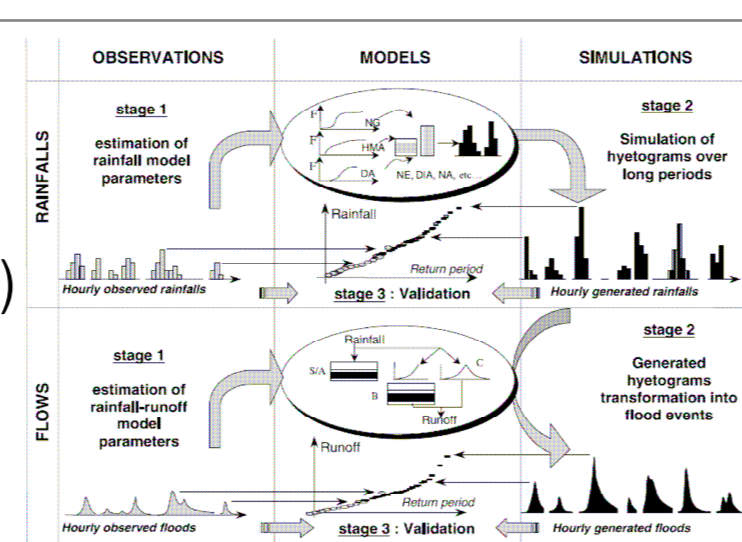 OBSERVATIONS
MODELS
SIMULATIONS
RAINFALLS
stage 1
estimation of
rainfall model
parameters
F
NG
F
HMA
F
DA
NE, DIA, NA, etc...
stage 2
Simulation of
hyetograms over
long periods
Rainfall
Return period
Hourly observed rainfalls
stage 3 : Validation
Hourly generated rainfalls
)
FLOWS
stage 1
estimation of
rainfall-runoff
model
parameters
Rainfall
S/A
C
B
Runoff
stage 2
Generated
hyetograms
transformation into
flood events
Runoff
Return period
Hourly observed floods
stage 3 : Validation
Hourly generated floods